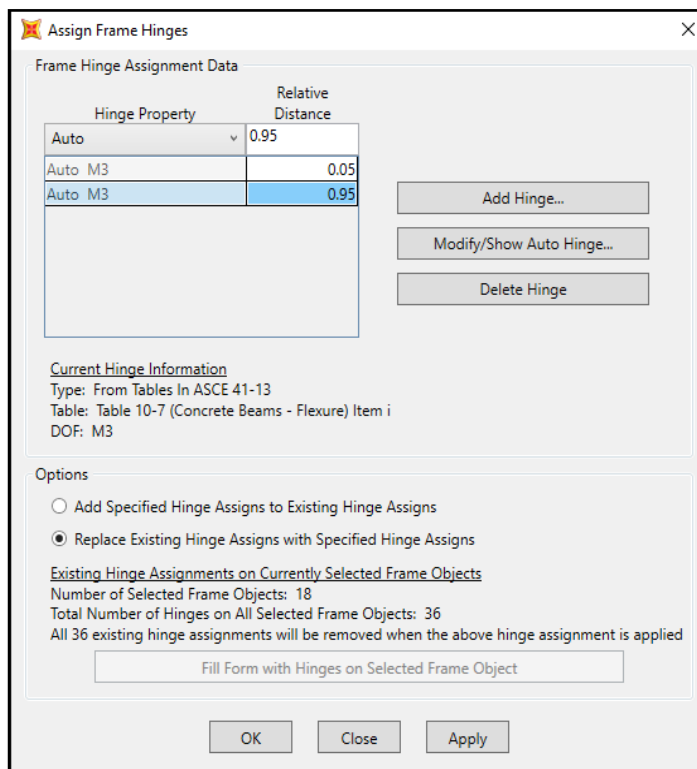 Assign Frame Hinges
Frame Hinge Assignment Data
Relative
Hinge Property Distance
Auto 0.95
Auto M3 0.05
Auto M3 0.95
Add Hinge...
Modify/Show Auto Hinge...
Delete Hinge
Current Hinge Information
Type: From Tables In ASCE 41-13
Table: Table 10-7 (Concrete Beams - Flexure) Item i
DOF: M3
Options
Add Specified Hinge Assigns to Existing Hinge Assigns
Replace Existing Hinge Assigns with Specified Hinge Assigns
Existing Hinge Assignments on Currently Selected Frame Objects
Number of Selected Frame Objects: 18
Total Number of Hinges on All Selected Frame Objects: 36
All 36 existing hinge assignments will be removed when the above hinge assignment is applied
Fill Form with Hinges on Selected Frame Object
OK Close Apply